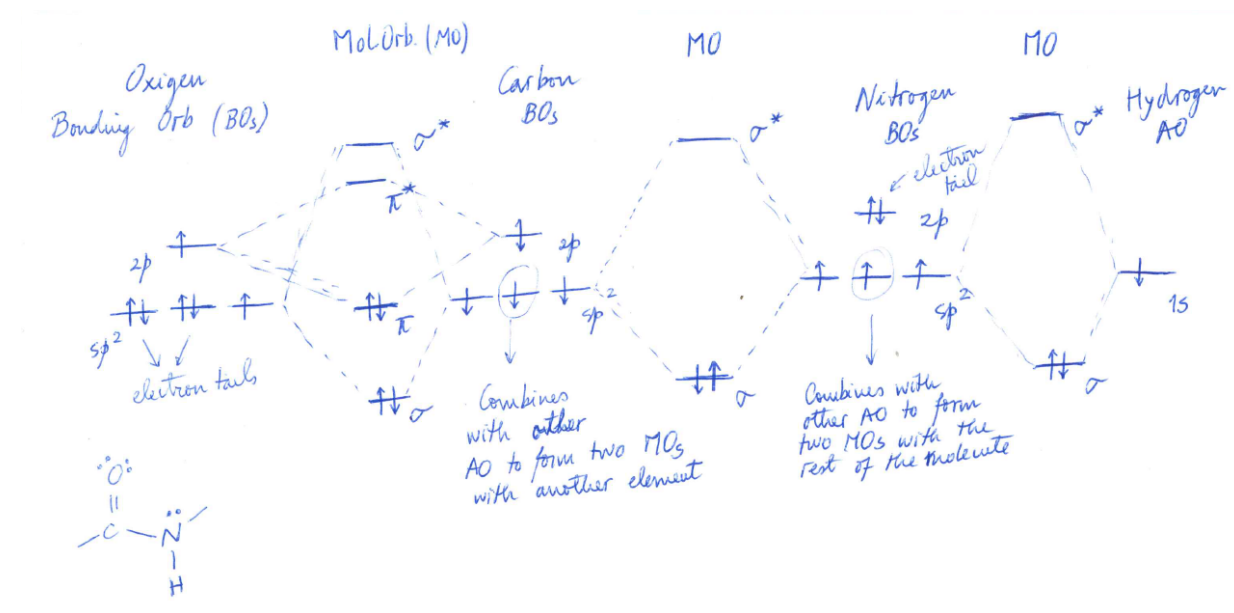 Mol Orb. (MO)
MO
MO
Oxigen
Bonding Orb (BOs)
Carbon
BOs
Nitrogen
BOs
Hydrogen
AO
σ*
π*
σ*
σ*
electron
tail
2p
2p
2p
π
sp²
sp²
sp²
1s
electron tails
σ
σ
σ
Combines
with other
AO to form two MOs
with another element
Combines with
other AO to form
two MOs with the
rest of the molecule
O
C N
H